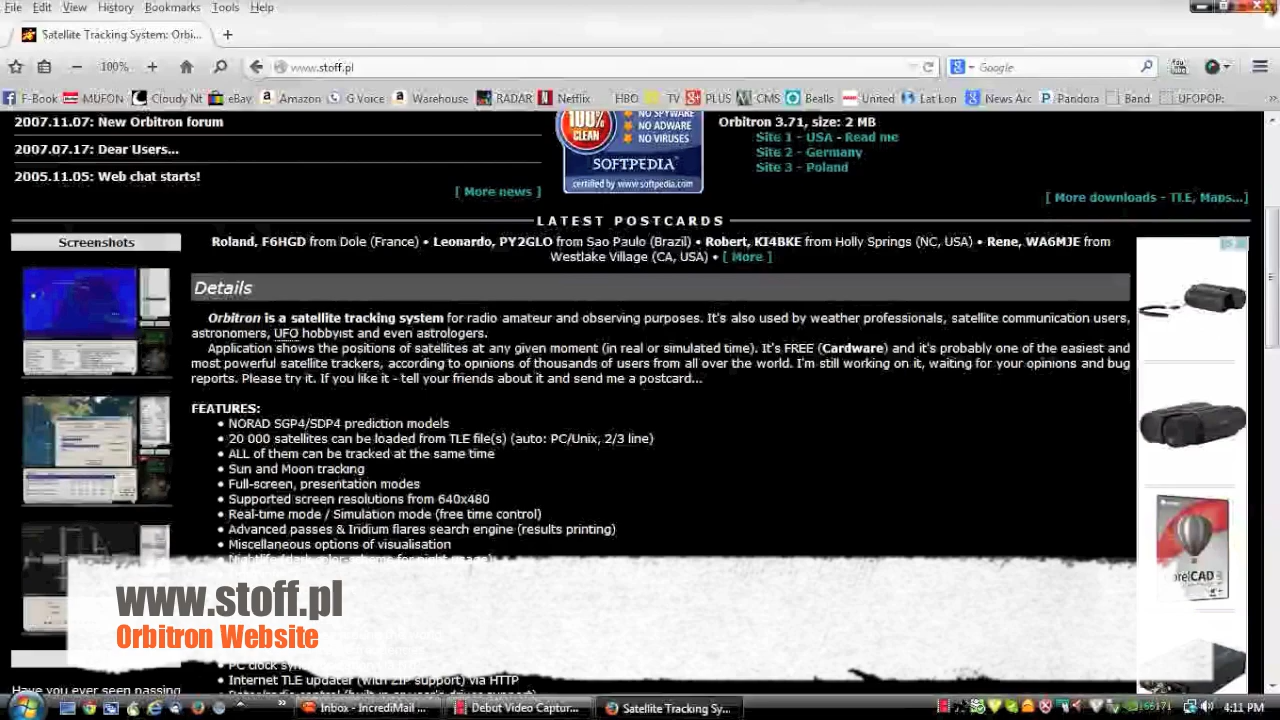 File Edit View History Bookmarks Tools Help
Satellite Tracking System: Orbi...
100%
www.stoff.pl
Google
F-Book MUFON Cloudy Nt eBay Amazon G Voice Warehouse RADAR Netflix HBO TV PLUS CMS Bealls United Lat Lon News Arc Pandora Band UFOPOP:
2007.11.07: New Orbitron forum
2007.07.17: Dear Users...
2005.11.05: Web chat starts!
[ More news ]
100% CLEAN
NO SPYWARE
NO ADWARE
NO VIRUSES
SOFTPEDIA
certified by www.softpedia.com
Orbitron 3.71, size: 2 MB
Site 1 - USA - Read me
Site 2 - Germany
Site 3 - Poland
[ More downloads - TLE, Maps...]
LATEST POSTCARDS
Screenshots
Roland, F6HGD from Dole (France) • Leonardo, PY2GLO from Sao Paulo (Brazil) • Robert, KI4BKE from Holly Springs (NC, USA) • Rene, WA6MJE from
Westlake Village (CA, USA) • [ More ]
Details
Orbitron is a satellite tracking system for radio amateur and observing purposes. It's also used by weather professionals, satellite communication users,
astronomers, UFO hobbyist and even astrologers.
Application shows the positions of satellites at any given moment (in real or simulated time). It's FREE (Cardware) and it's probably one of the easiest and
most powerful satellite trackers, according to opinions of thousands of users from all over the world. I'm still working on it, waiting for your opinions and bug
reports. Please try it. If you like it - tell your friends about it and send me a postcard...
FEATURES:
• NORAD SGP4/SDP4 prediction models
• 20'000 satellites can be loaded from TLE file(s) (auto: PC/Unix, 2/3 line)
• ALL of them can be tracked at the same time
• Sun and Moon tracking
• Full-screen, presentation modes
• Supported screen resolutions from 640x480
• Real-time mode / Simulation mode (free time control)
• Advanced passes & Iridium flares search engine (results printing)
• Miscellaneous options of visualisation
www.stoff.pl
Orbitron Website
• PC clock syn
• Internet TLE updater (with ZIP support) via HTTP
Have you ever seen passing
Inbox - IncrediMail ... Debut Video Captur... Satellite Tracking Sy... 4:11 PM